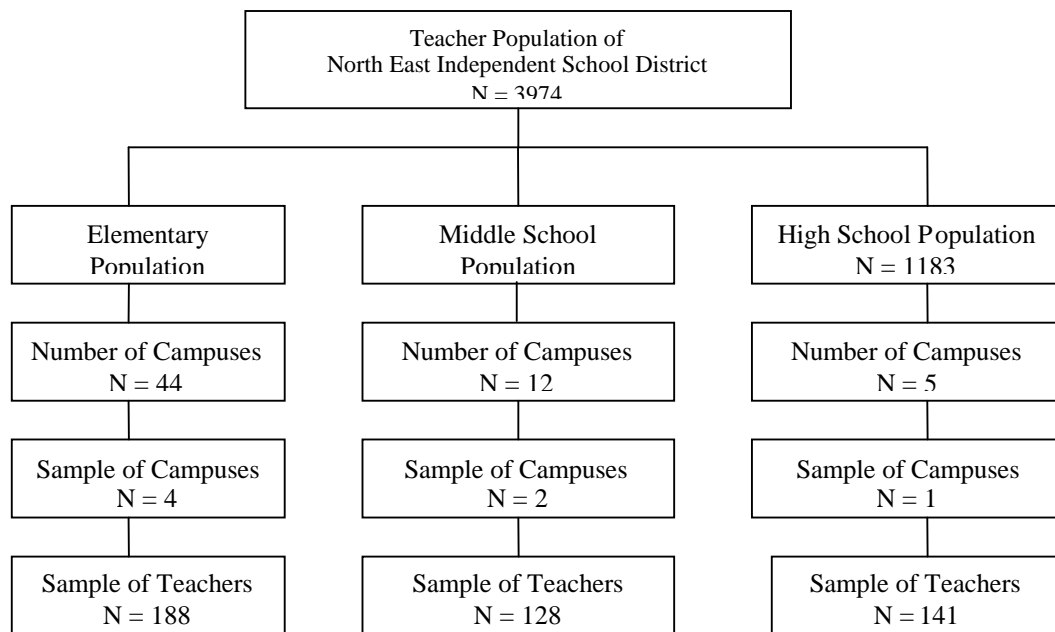 Teacher Population of
North East Independent School District
N = 3974
Elementary
Population
Middle School
Population
High School Population
N = 1183
Number of Campuses
N = 44
Number of Campuses
N = 12
Number of Campuses
N = 5
Sample of Campuses
N = 4
Sample of Campuses
N = 2
Sample of Campuses
N = 1
Sample of Teachers
N = 188
Sample of Teachers
N = 128
Sample of Teachers
N = 141